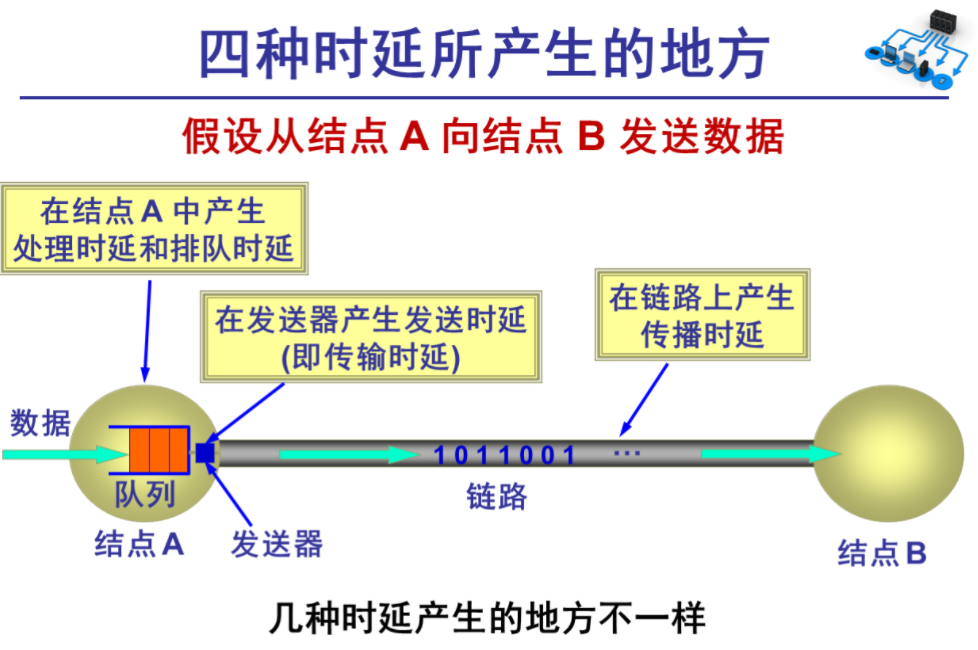 四种时延所产生的地方
假设从结点 A 向结点 B 发送数据
在结点 A 中产生
处理时延和排队时延
在发送器产生发送时延
(即传输时延)
在链路上产生
传播时延
数据
1 0 1 1 0 0 1 …
队列
链路
结点 A
发送器
结点 B
几种时延产生的地方不一样